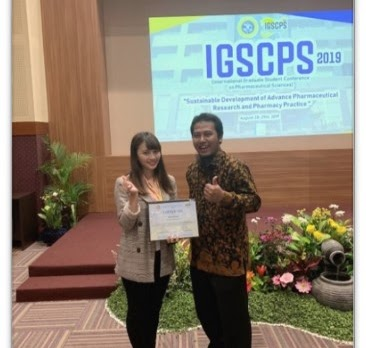 IGSCPS 2019
International Graduate Student Conference
on Pharmaceutical Sciences)
"Sustainable Development of Advance Pharmaceutical
Research and Pharmacy Practice"
IGSCPS